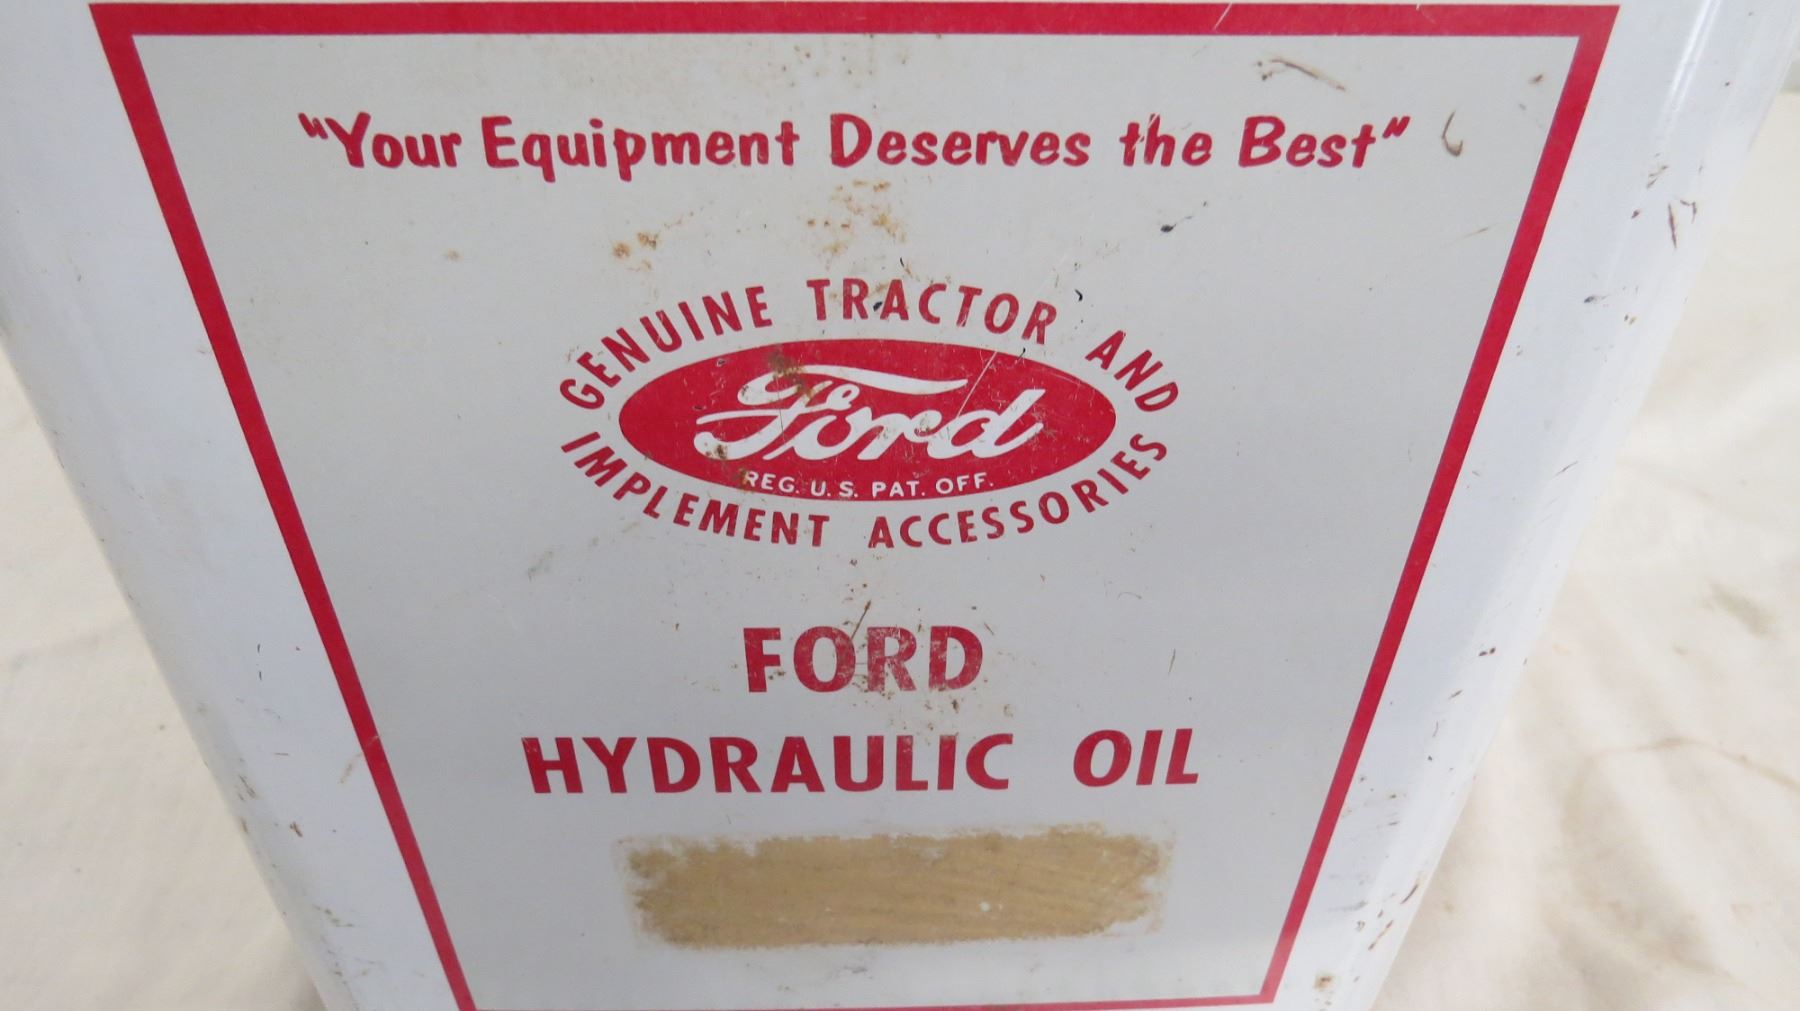 "Your Equipment Deserves the Best"
GENUINE TRACTOR AND
Ford
REG. U.S. PAT. OFF.
IMPLEMENT ACCESSORIES
FORD
HYDRAULIC OIL